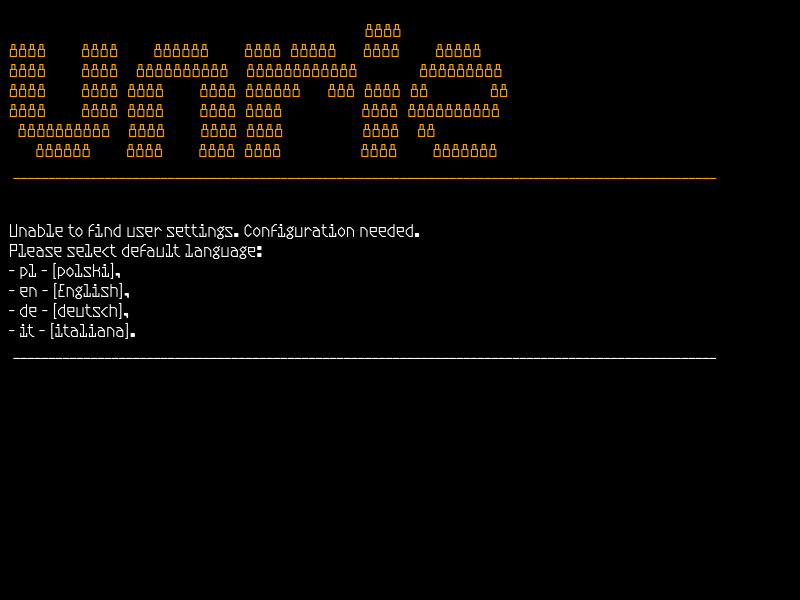 unrie
Unable to find user settings. Configuration needed.
Please select default language:
- pl - [polski],
- en - [English],
- de - [deutsch],
- it - [italiana].